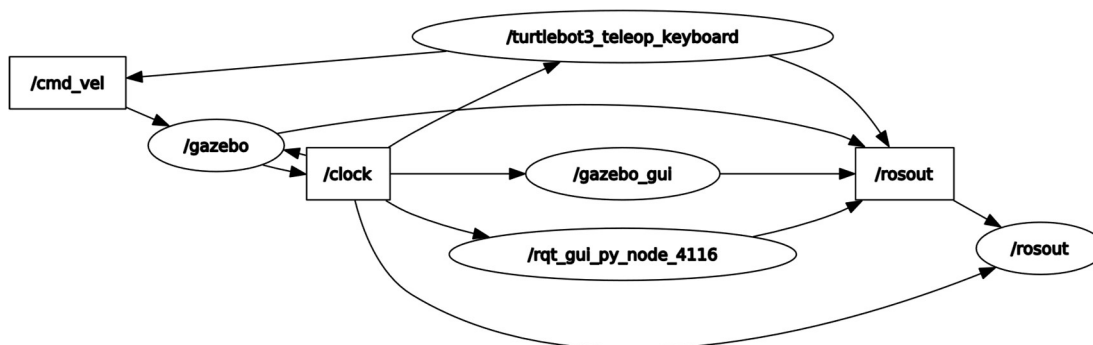 /turtlebot3_teleop_keyboard
/cmd_vel
/gazebo
/clock
/gazebo_gui
/rosout
/rqt_gui_py_node_4116
/rosout